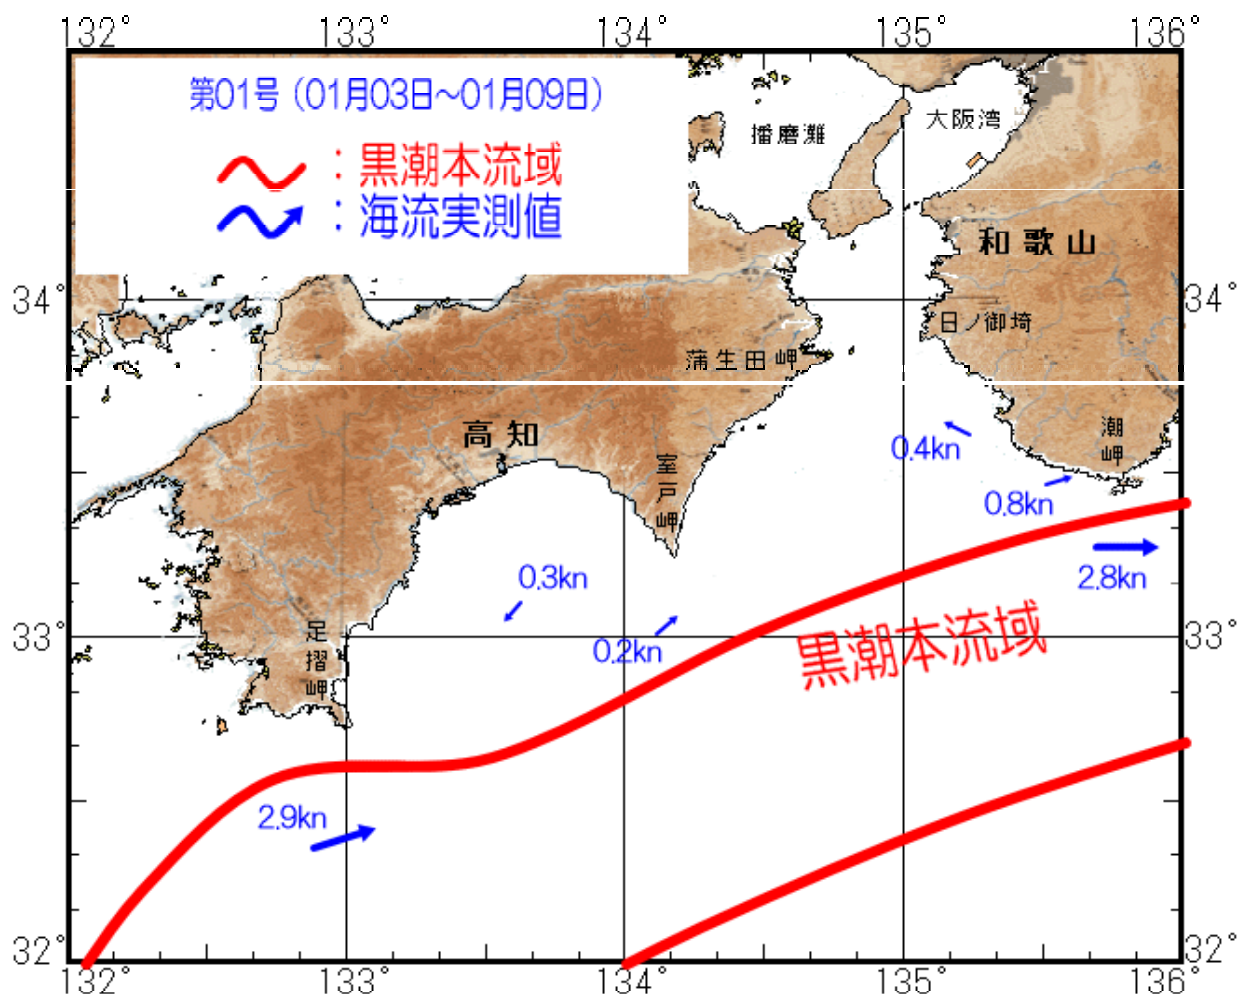 132° 133° 134° 135° 136°
第01号（01月03日～01月09日）
：黒潮本流域
：海流実測値
播磨灘
大阪湾
和歌山
34° 34°
日ノ御埼
蒲生田岬
高知
潮岬
0.4kn
室戸岬
0.8kn
2.8kn
0.3kn
足摺岬
33° 33°
0.2kn
黒潮本流域
2.9kn
32° 32°
132° 133° 134° 135° 136°